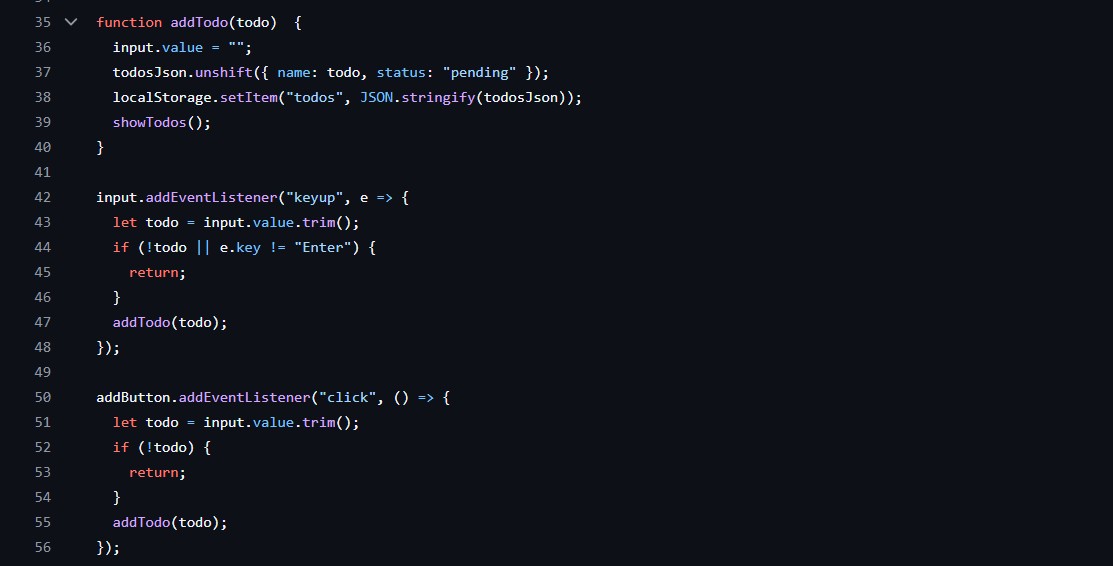 35 function addTodo(todo)  {
36   input.value = "";
37   todosJson.unshift({ name: todo, status: "pending" });
38   localStorage.setItem("todos", JSON.stringify(todosJson));
39   showTodos();
40 }
41
42 input.addEventListener("keyup", e => {
43   let todo = input.value.trim();
44   if (!todo || e.key != "Enter") {
45     return;
46   }
47   addTodo(todo);
48 });
49
50 addButton.addEventListener("click", () => {
51   let todo = input.value.trim();
52   if (!todo) {
53     return;
54   }
55   addTodo(todo);
56 });